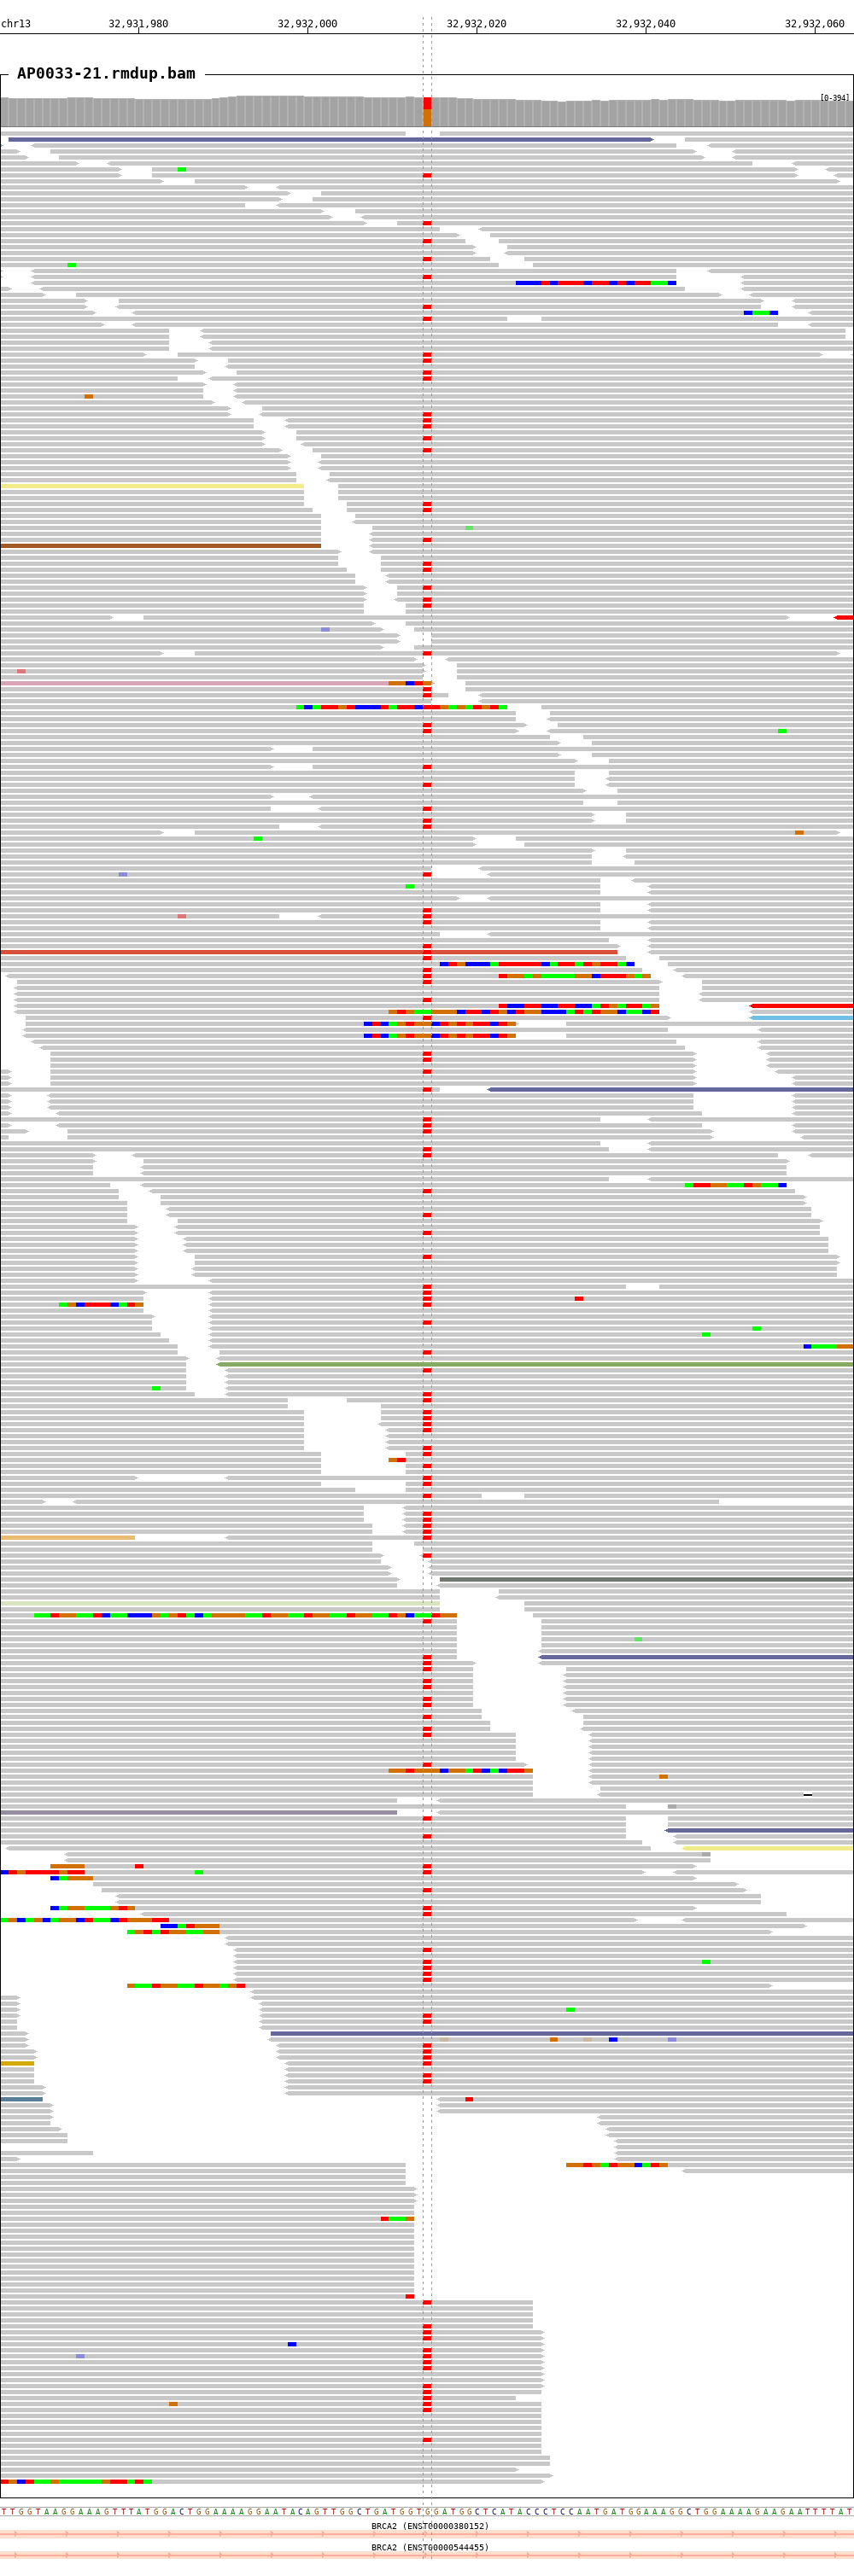 chr13 32,931,980 32,932,000 32,932,020 32,932,040 32,932,060
AP0033-21.rmdup.bam
[0-394]
TTGGTAAGGAAAGTTTATGGACTGGAAAAGGAATACAGTTGGCTGATGGTGGATGGCTCATACCCTCCAATGATGGAAAGGCTGGAAAAGAAGAATTTTAT
BRCA2 (ENST00000380152)
BRCA2 (ENST00000544455)